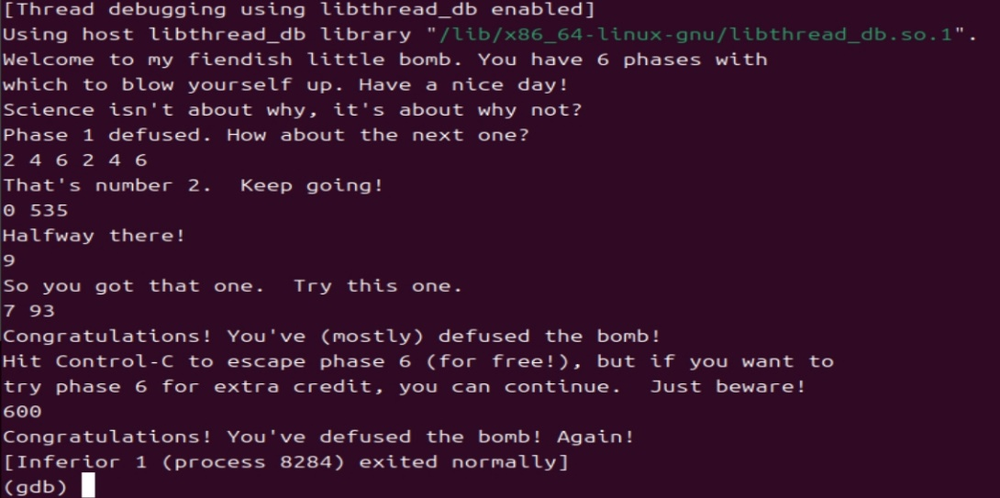 [Thread debugging using libthread_db enabled]
Using host libthread_db library "/lib/x86_64-linux-gnu/libthread_db.so.1".
Welcome to my fiendish little bomb. You have 6 phases with
which to blow yourself up. Have a nice day!
Science isn't about why, it's about why not?
Phase 1 defused. How about the next one?
2 4 6 2 4 6
That's number 2.  Keep going!
0 535
Halfway there!
9
So you got that one.  Try this one.
7 93
Congratulations! You've (mostly) defused the bomb!
Hit Control-C to escape phase 6 (for free!), but if you want to
try phase 6 for extra credit, you can continue.  Just beware!
600
Congratulations! You've defused the bomb! Again!
[Inferior 1 (process 8284) exited normally]
(gdb)